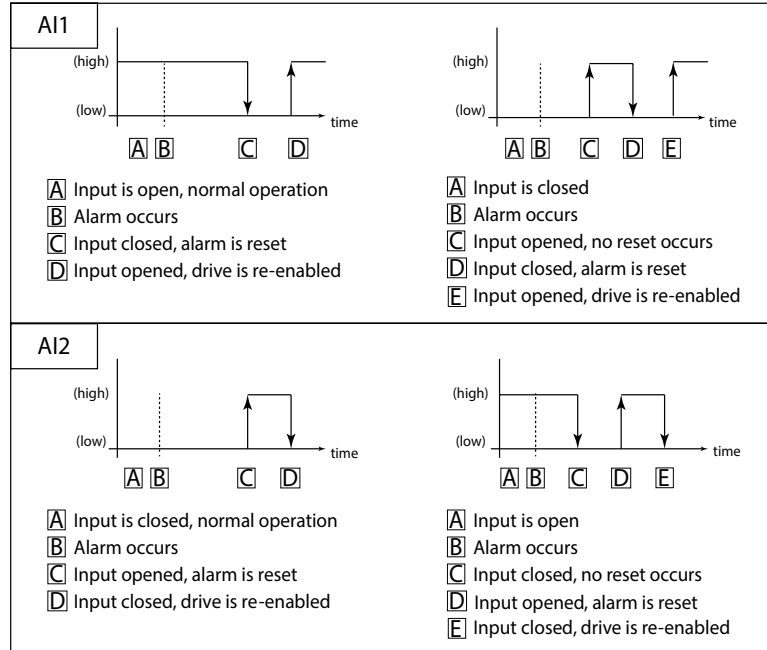 AI1
(high)
(low)
time
A B C D
A Input is open, normal operation
B Alarm occurs
C Input closed, alarm is reset
D Input opened, drive is re-enabled
(high)
(low)
time
A B C D E
A Input is closed
B Alarm occurs
C Input opened, no reset occurs
D Input closed, alarm is reset
E Input opened, drive is re-enabled
AI2
(high)
(low)
time
A B C D
A Input is closed, normal operation
B Alarm occurs
C Input opened, alarm is reset
D Input closed, drive is re-enabled
(high)
(low)
time
A B C D E
A Input is open
B Alarm occurs
C Input closed, no reset occurs
D Input opened, alarm is reset
E Input closed, drive is re-enabled